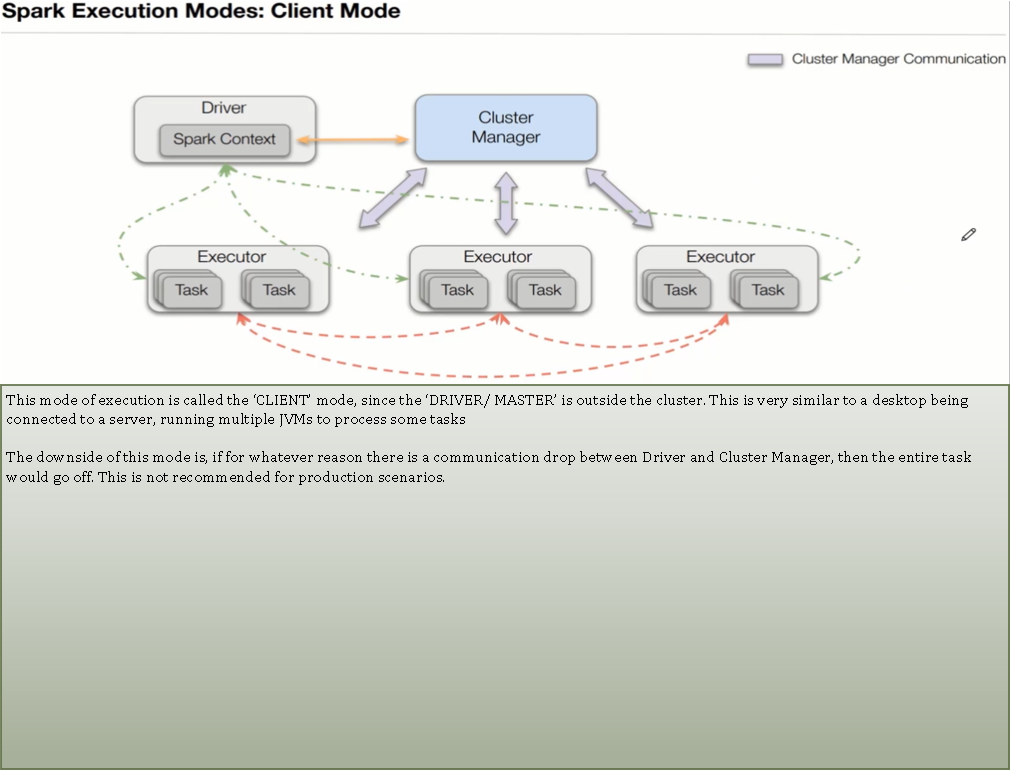 Spark Execution Modes: Client Mode
Cluster Manager Communication
Driver
Spark Context
Cluster
Manager
Executor
Task
Task
Executor
Task
Task
Executor
Task
Task
This mode of execution is called the ‘CLIENT’ mode, since the ‘DRIVER/ MASTER’ is outside the cluster. This is very similar to a desktop being
connected to a server, running multiple JVMs to process some tasks
The downside of this mode is, if for whatever reason there is a communication drop between Driver and Cluster Manager, then the entire task
would go off. This is not recommended for production scenarios.